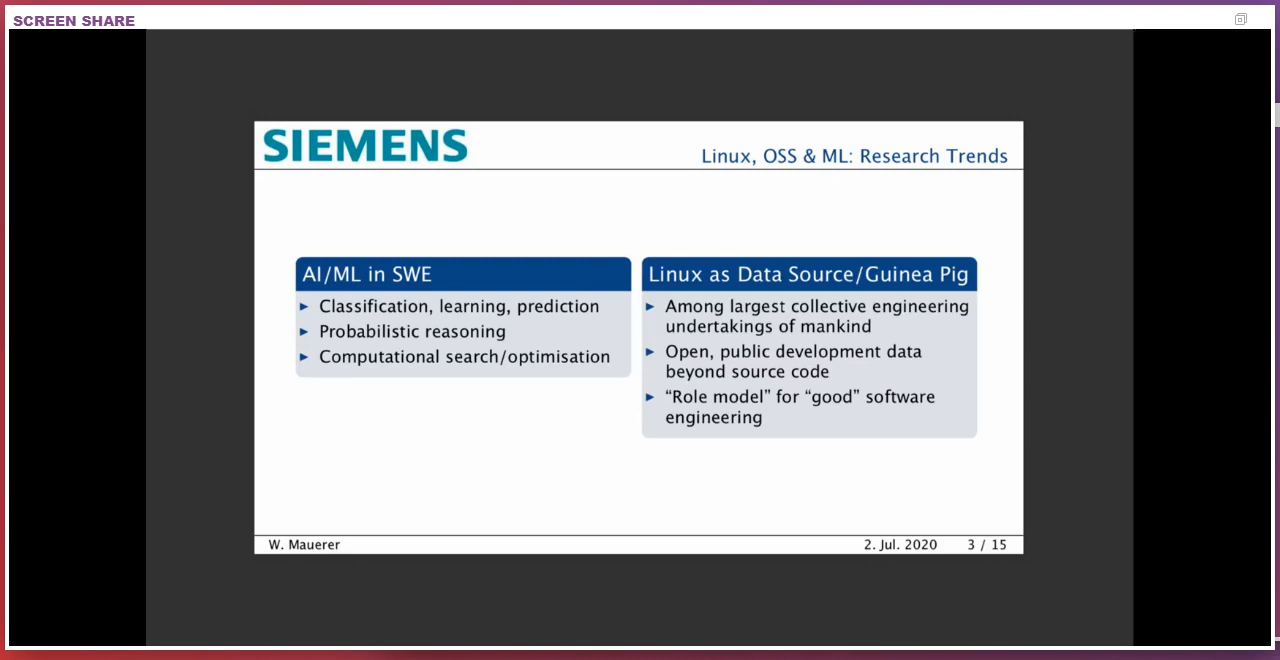 SCREEN SHARE
SIEMENS
Linux, OSS & ML: Research Trends
AI/ML in SWE
► Classification, learning, prediction
► Probabilistic reasoning
► Computational search/optimisation
Linux as Data Source/Guinea Pig
► Among largest collective engineering
undertakings of mankind
► Open, public development data
beyond source code
► “Role model” for “good” software
engineering
W. Mauerer
2. Jul. 2020 3 / 15